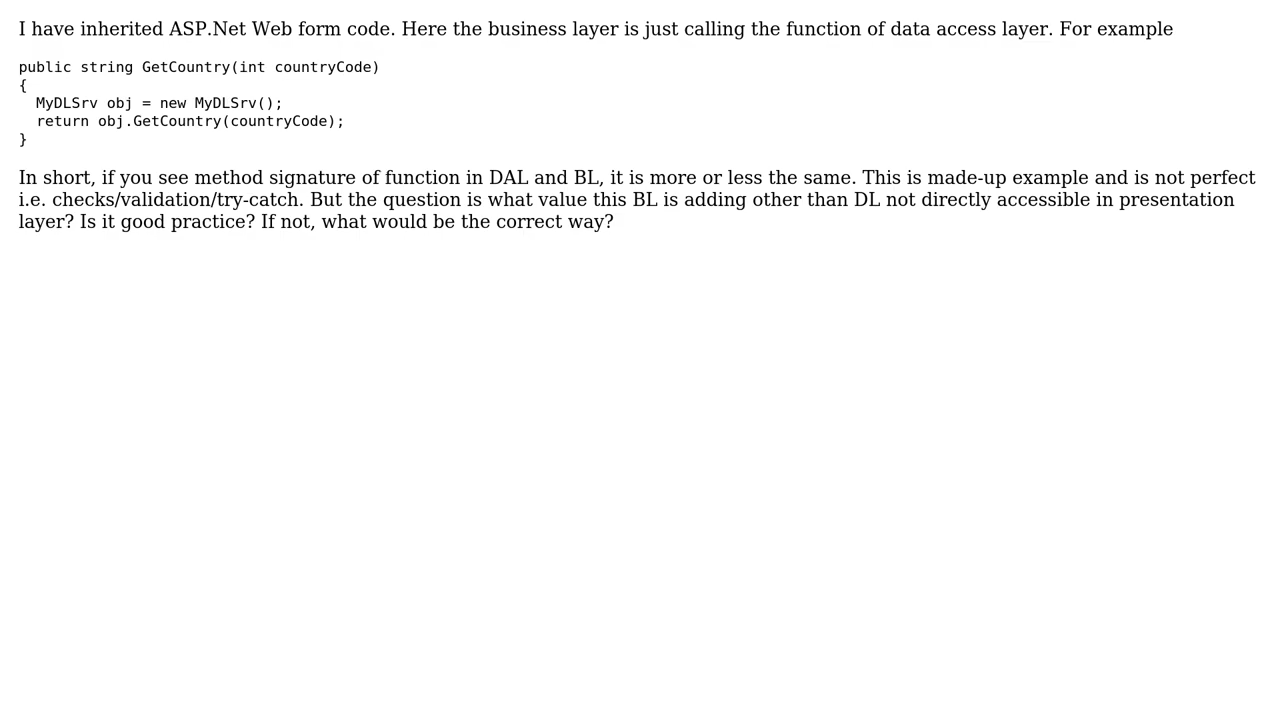 I have inherited ASP.Net Web form code. Here the business layer is just calling the function of data access layer. For example
public string GetCountry(int countryCode)
{
  MyDLSrv obj = new MyDLSrv();
  return obj.GetCountry(countryCode);
}
In short, if you see method signature of function in DAL and BL, it is more or less the same. This is made-up example and is not perfect
i.e. checks/validation/try-catch. But the question is what value this BL is adding other than DL not directly accessible in presentation
layer? Is it good practice? If not, what would be the correct way?